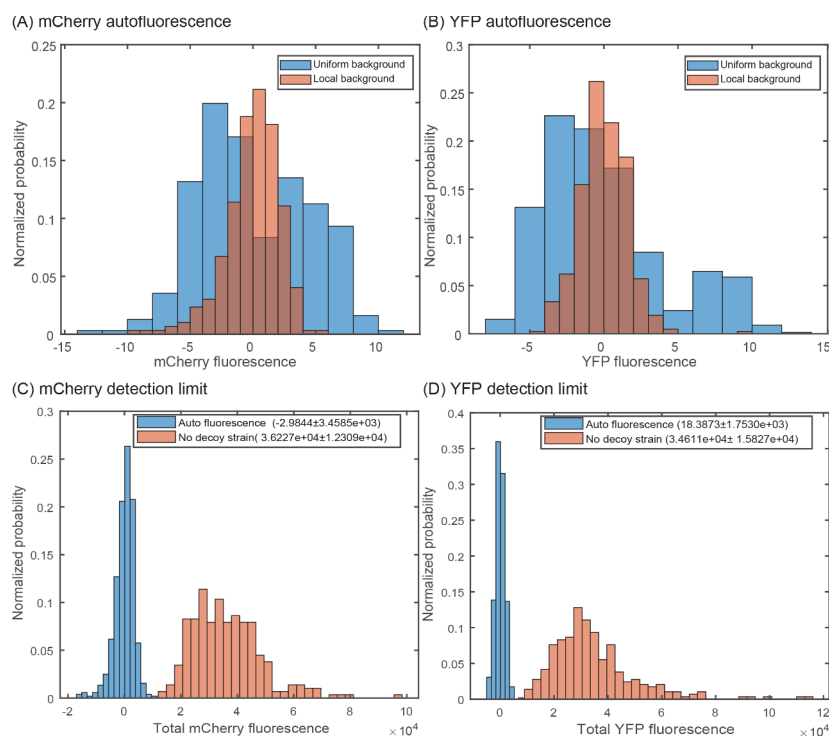 (A) mCherry autofluorescence
0.25
0.2
0.15
0.1
0.05
0
Normalized probability
Uniform background
Local background
-15
-10
-5
0
5
10
mCherry fluorescence
(B) YFP autofluorescence
0.3
0.25
0.2
0.15
0.1
0.05
0
Normalized probability
Uniform background
Local background
-5
0
5
10
15
YFP fluorescence
(C) mCherry detection limit
0.3
0.25
0.2
0.15
0.1
0.05
0
Normalized probability
Auto fluorescence (-2.9844±3.4585e+03)
No decoy strain( 3.6227e+04±1.2309e+04)
-2
0
2
4
6
8
10
× 10⁴
Total mCherry fluorescence
(D) YFP detection limit
0.4
0.35
0.3
0.25
0.2
0.15
0.1
0.05
0
Normalized probability
Auto fluorescence (18.3873±1.7530e+03)
No decoy strain (3.4611e+04± 1.5827e+04)
0
2
4
6
8
10
12
× 10⁴
Total YFP fluorescence